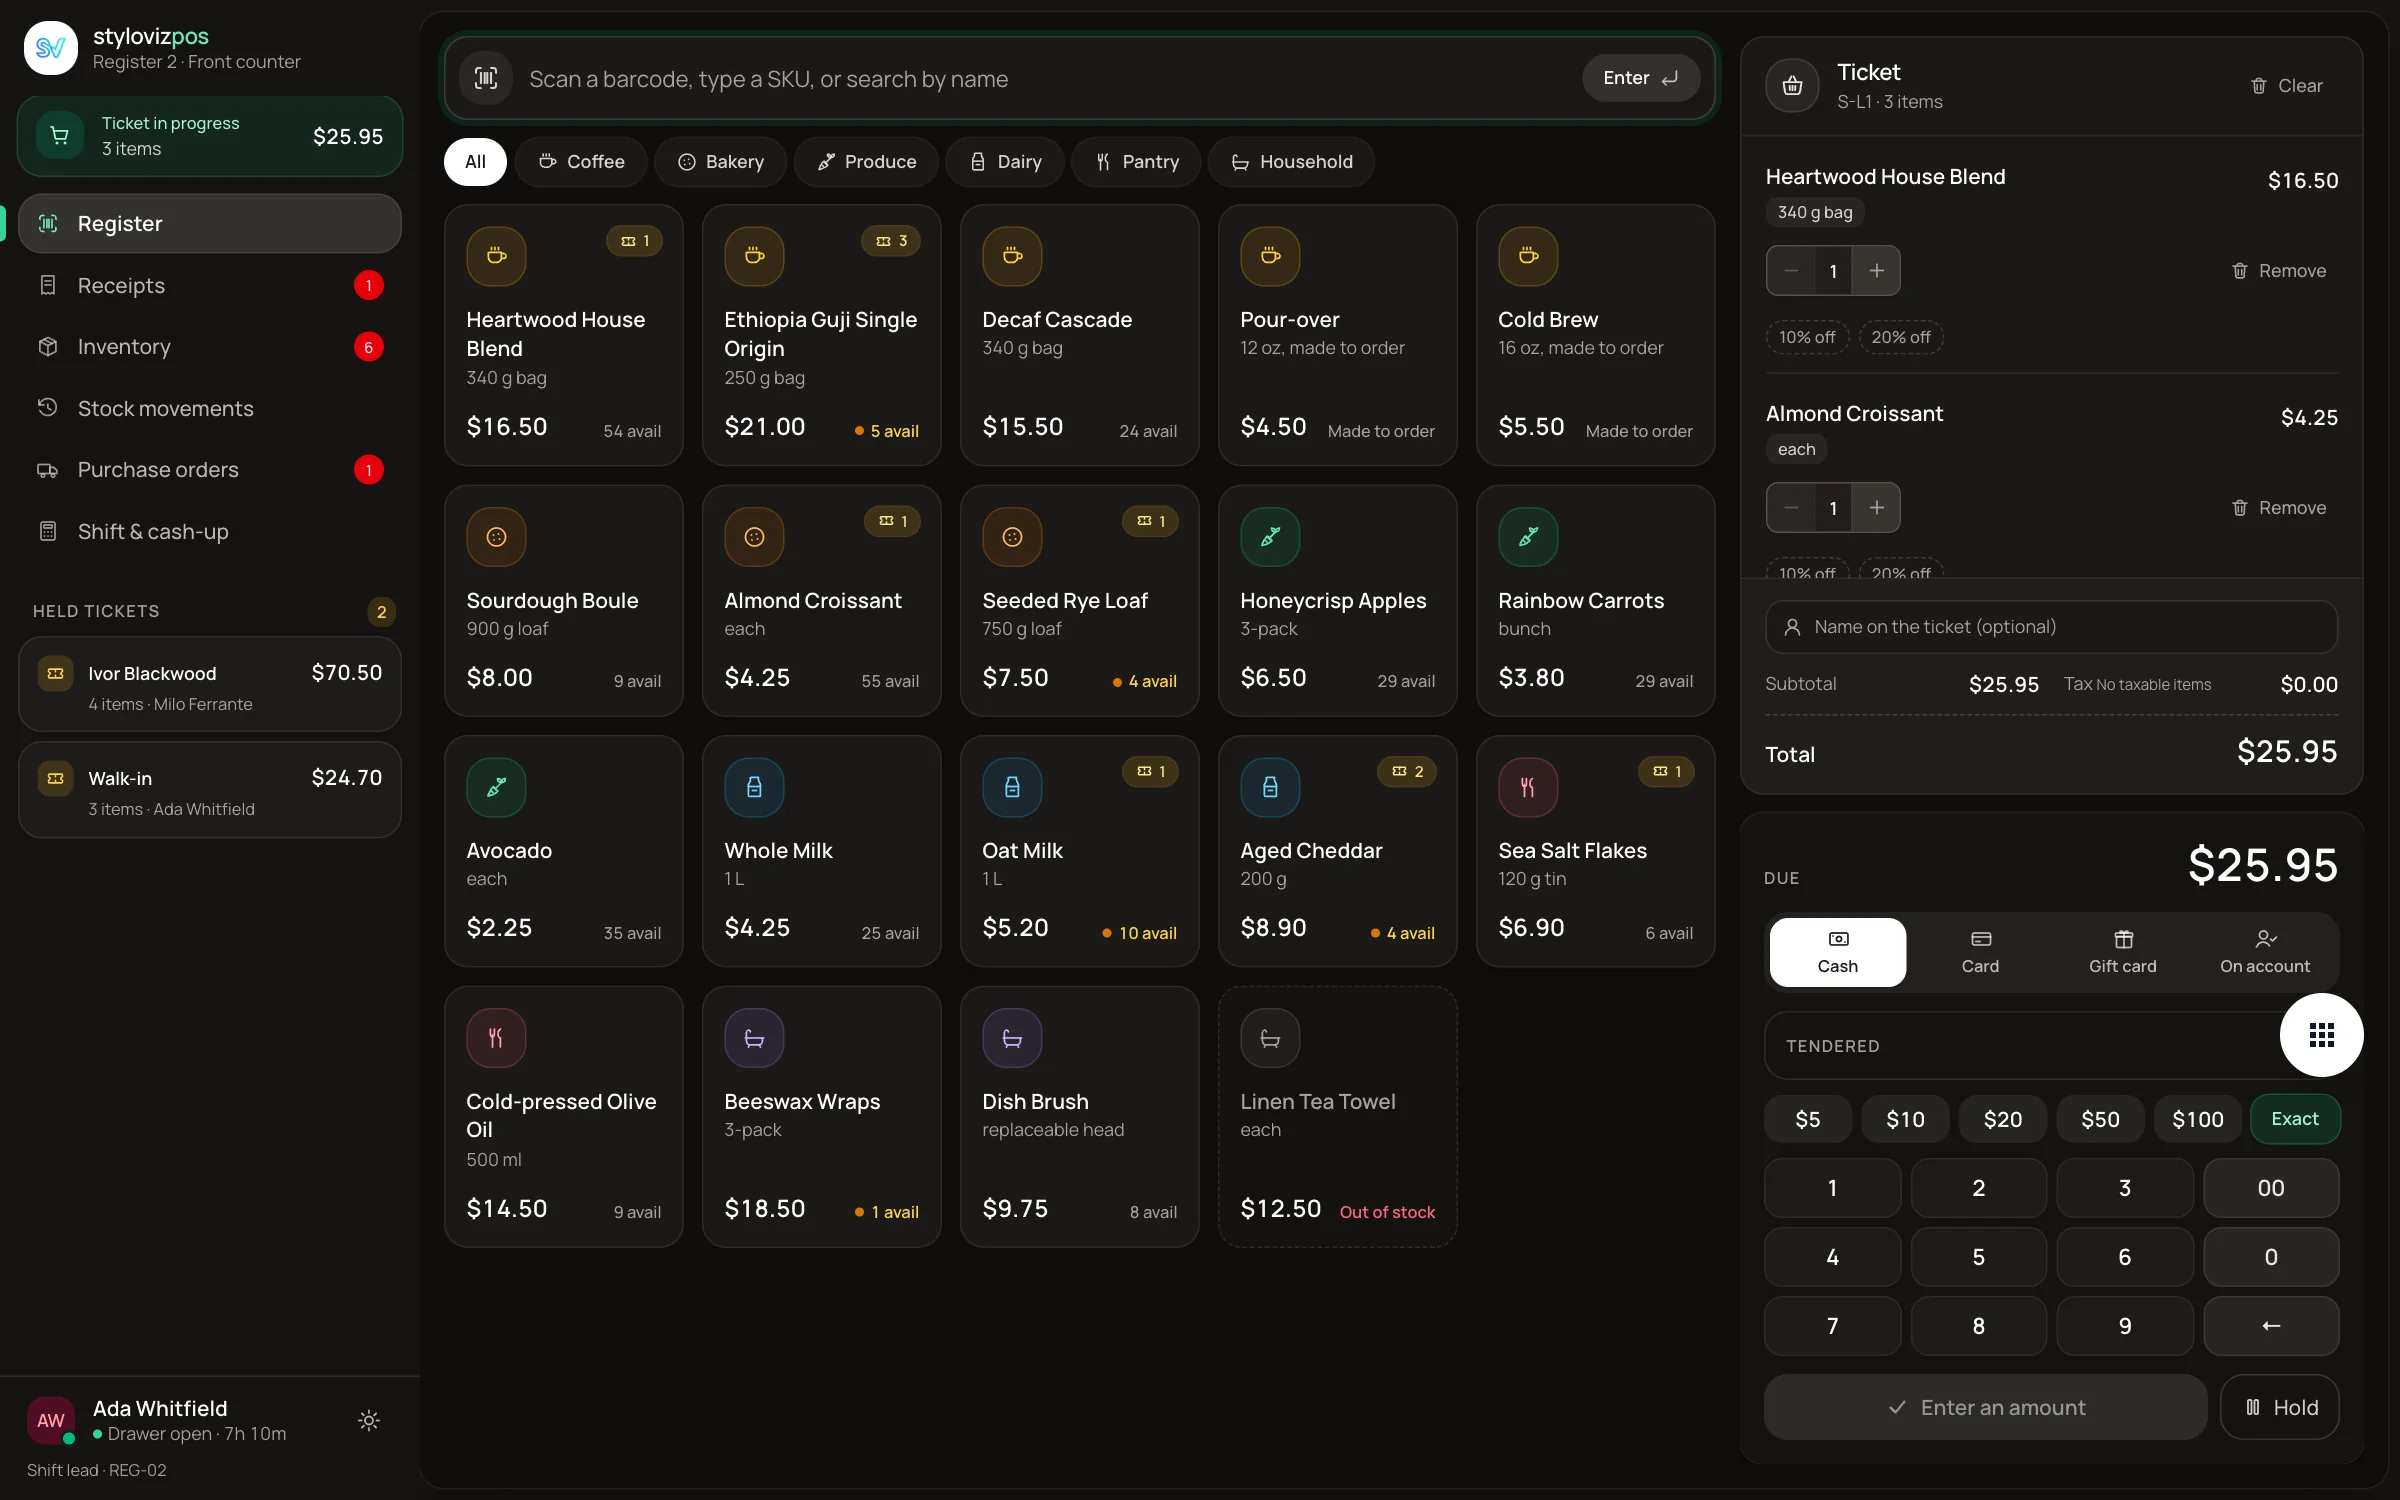 SV
stylovizpos
Register 2 · Front counter
Ticket in progress
3 items
$25.95
Register
Receipts
1
Inventory
6
Stock movements
Purchase orders
1
Shift & cash-up
HELD TICKETS
2
Ivor Blackwood
$70.50
4 items · Milo Ferrante
Walk-in
$24.70
3 items · Ada Whitfield
AW
Ada Whitfield
Drawer open · 7h 10m
Shift lead · REG-02
Scan a barcode, type a SKU, or search by name
Enter
All
Coffee
Bakery
Produce
Dairy
Pantry
Household
1
Heartwood House
Blend
340 g bag
$16.50
54 avail
3
Ethiopia Guji Single
Origin
250 g bag
$21.00
5 avail
Decaf Cascade
340 g bag
$15.50
24 avail
Pour-over
12 oz, made to order
$4.50
Made to order
Cold Brew
16 oz, made to order
$5.50
Made to order
Sourdough Boule
900 g loaf
$8.00
9 avail
1
Almond Croissant
each
$4.25
55 avail
1
Seeded Rye Loaf
750 g loaf
$7.50
4 avail
Honeycrisp Apples
3-pack
$6.50
29 avail
Rainbow Carrots
bunch
$3.80
29 avail
Avocado
each
$2.25
35 avail
Whole Milk
1 L
$4.25
25 avail
1
Oat Milk
1 L
$5.20
10 avail
2
Aged Cheddar
200 g
$8.90
4 avail
1
Sea Salt Flakes
120 g tin
$6.90
6 avail
Cold-pressed Olive
Oil
500 ml
$14.50
9 avail
Beeswax Wraps
3-pack
$18.50
1 avail
Dish Brush
replaceable head
$9.75
8 avail
Linen Tea Towel
each
$12.50
Out of stock
Ticket
S-L1 · 3 items
Clear
Heartwood House Blend
$16.50
340 g bag
1
Remove
10% off
20% off
Almond Croissant
$4.25
each
1
Remove
10% off
20% off
Name on the ticket (optional)
Subtotal
$25.95
Tax No taxable items
$0.00
Total
$25.95
DUE
$25.95
Cash
Card
Gift card
On account
TENDERED
$5
$10
$20
$50
$100
Exact
1
2
3
00
4
5
6
0
7
8
9
←
Enter an amount
Hold